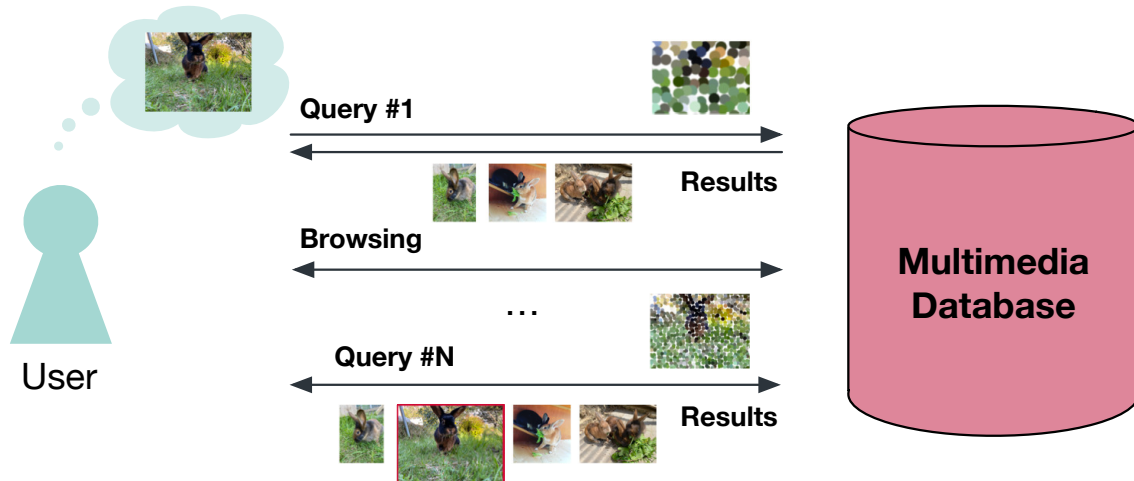 Query #1
Results
Browsing
...
Query #N
Results
User
Multimedia
Database